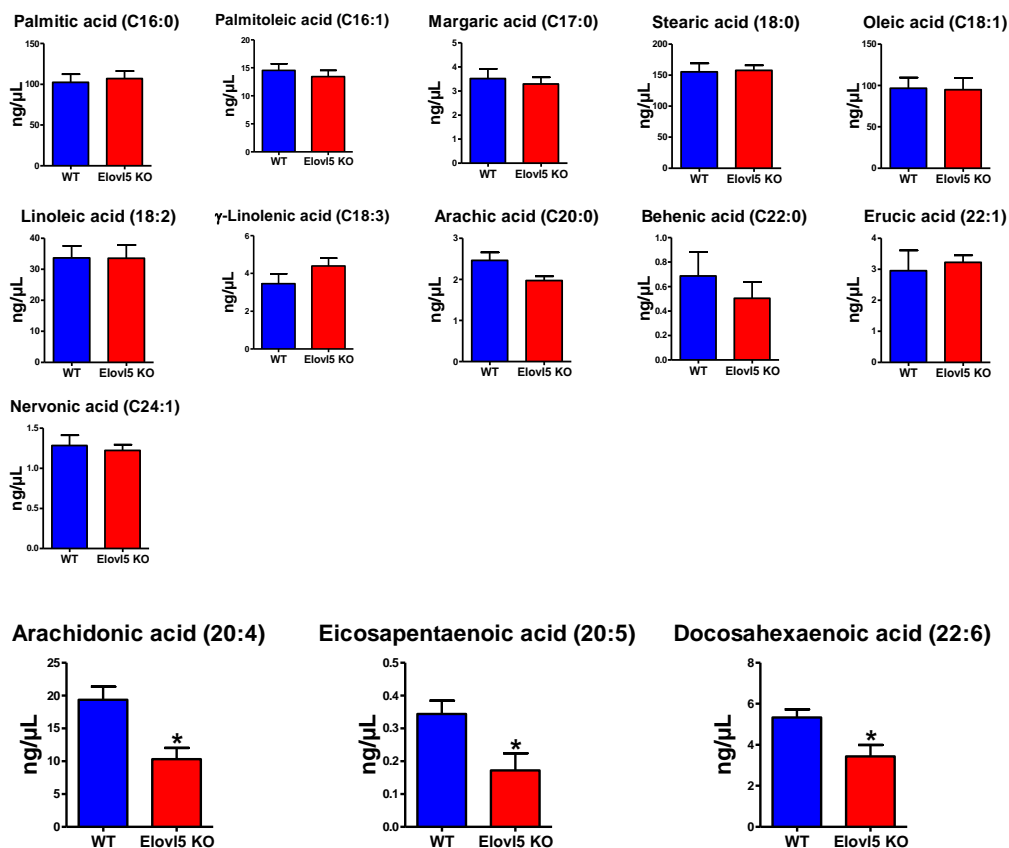 Palmitic acid (C16:0)
ng/µL
150
100
50
0
WT
Elovl5 KO
Palmitoleic acid (C16:1)
ng/µL
20
15
10
5
0
WT
Elovl5 KO
Margaric acid (C17:0)
ng/µL
5
4
3
2
1
0
WT
Elovl5 KO
Stearic acid (18:0)
ng/µL
200
150
100
50
0
WT
Elovl5 KO
Oleic acid (C18:1)
ng/µL
150
100
50
0
WT
Elovl5 KO
Linoleic acid (18:2)
ng/µL
40
30
20
10
0
WT
Elovl5 KO
γ-Linolenic acid (C18:3)
ng/µL
6
4
2
0
WT
Elovl5 KO
Arachic acid (C20:0)
ng/µL
3
2
1
0
WT
Elovl5 KO
Behenic acid (C22:0)
ng/µL
1.0
0.8
0.6
0.4
0.2
0.0
WT
Elovl5 KO
Erucic acid (22:1)
ng/µL
4
3
2
1
0
WT
Elovl5 KO
Nervonic acid (C24:1)
ng/µL
1.5
1.0
0.5
0.0
WT
Elovl5 KO
Arachidonic acid (20:4)
ng/µL
25
20
15
10
5
0
*
WT
Elovl5 KO
Eicosapentaenoic acid (20:5)
ng/µL
0.5
0.4
0.3
0.2
0.1
0.0
*
WT
Elovl5 KO
Docosahexaenoic acid (22:6)
ng/µL
8
6
4
2
0
*
WT
Elovl5 KO